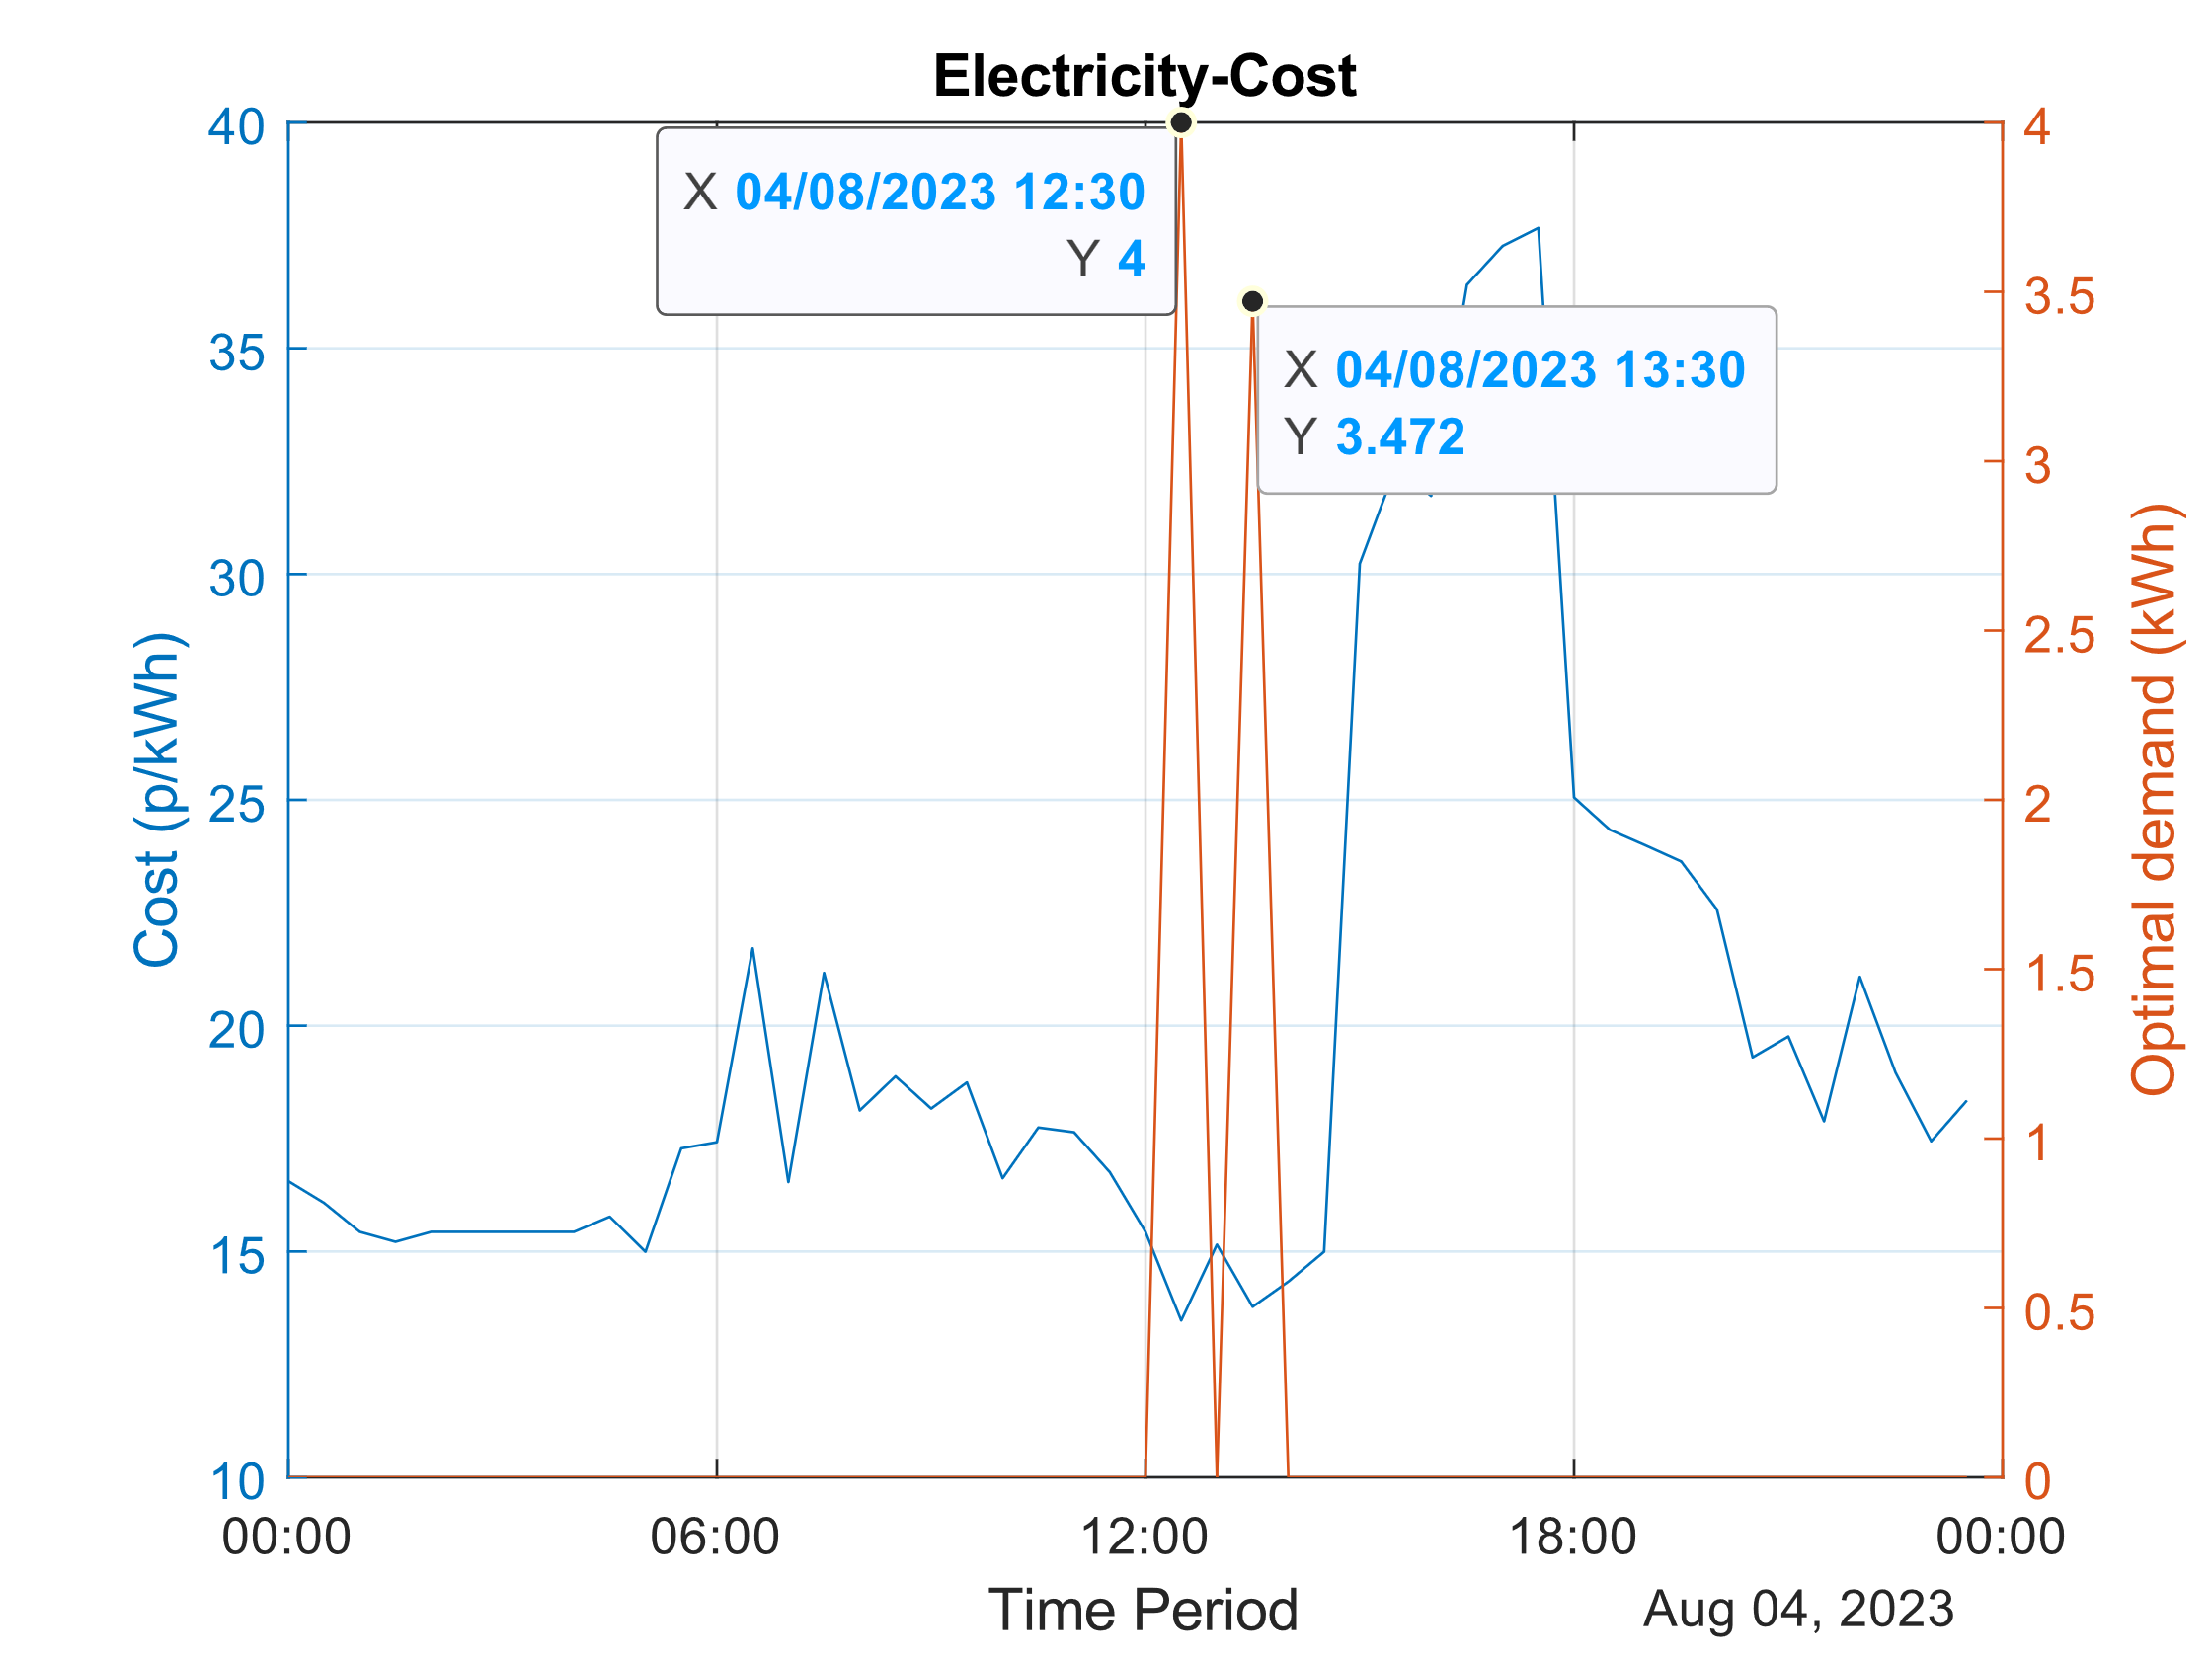 Electricity-Cost
40
35
30
25
20
15
10
Cost (p/kWh)
X 04/08/2023 12:30
Y 4
X 04/08/2023 13:30
Y 3.472
4
3.5
3
2.5
2
1.5
1
0.5
0
Optimal demand (kWh)
00:00 06:00 12:00 18:00 00:00
Time Period
Aug 04, 2023